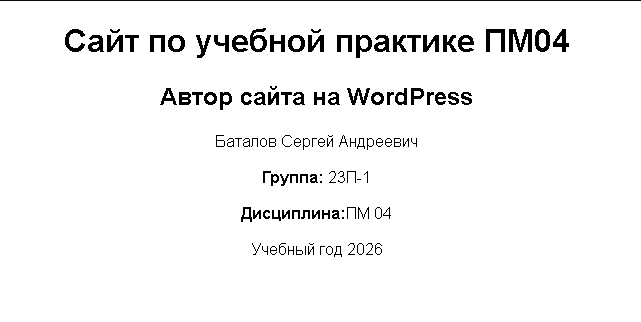 Сайт по учебной практике ПМ04
Автор сайта на WordPress
Баталов Сергей Андреевич
Группа: 23П-1
Дисциплина:ПМ 04
Учебный год 2026